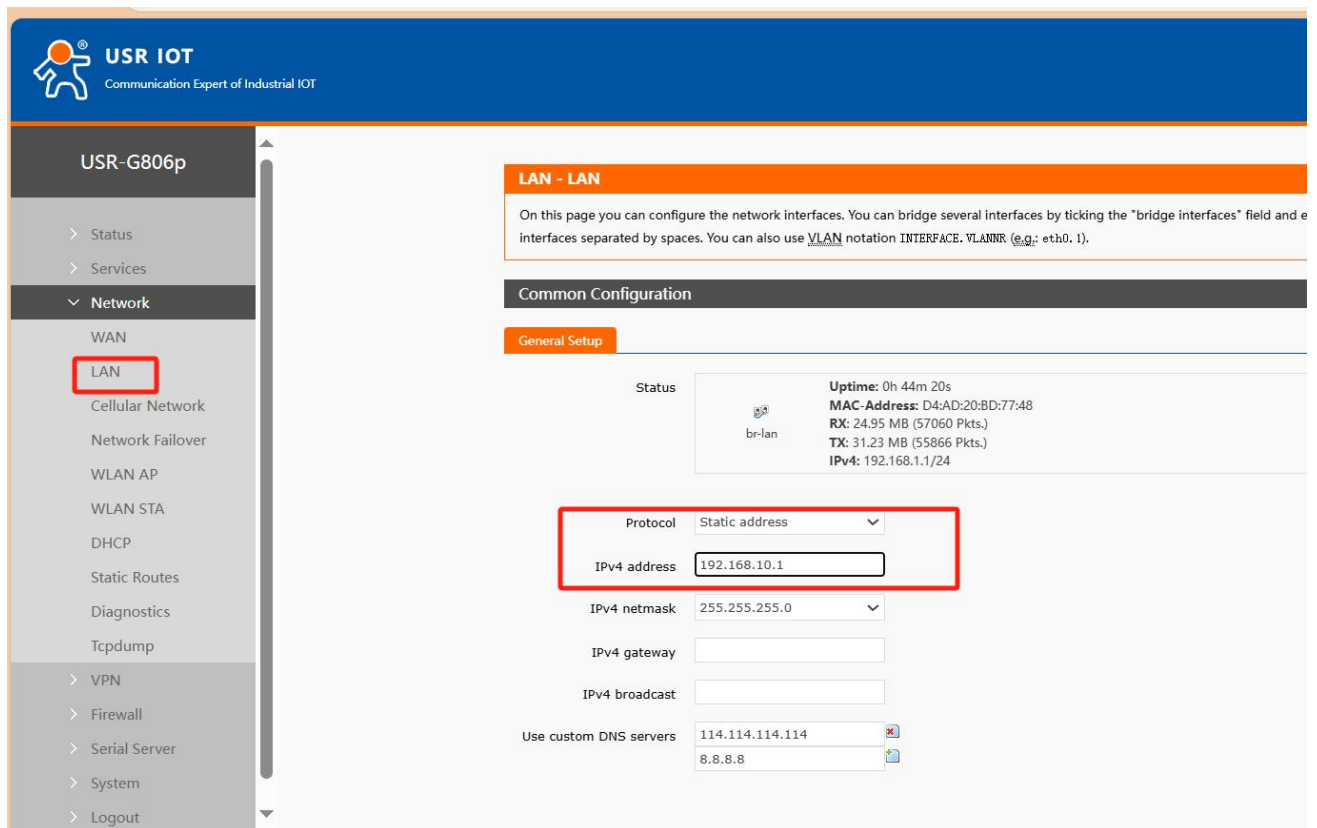 USR IOT
Communication Expert of Industrial IOT
USR-G806p
Status
Services
Network
WAN
LAN
Cellular Network
Network Failover
WLAN AP
WLAN STA
DHCP
Static Routes
Diagnostics
Tcpdump
VPN
Firewall
Serial Server
System
Logout
LAN - LAN
On this page you can configure the network interfaces. You can bridge several interfaces by ticking the "bridge interfaces" field and e
interfaces separated by spaces. You can also use VLAN notation INTERFACE.VLANNR (e.g.: eth0.1).
Common Configuration
General Setup
Status
br-lan
Uptime: 0h 44m 20s
MAC-Address: D4:AD:20:BD:77:48
RX: 24.95 MB (57060 Pkts.)
TX: 31.23 MB (55866 Pkts.)
IPv4: 192.168.1.1/24
Protocol Static address
IPv4 address 192.168.10.1
IPv4 netmask 255.255.255.0
IPv4 gateway
IPv4 broadcast
Use custom DNS servers 114.114.114.114
8.8.8.8